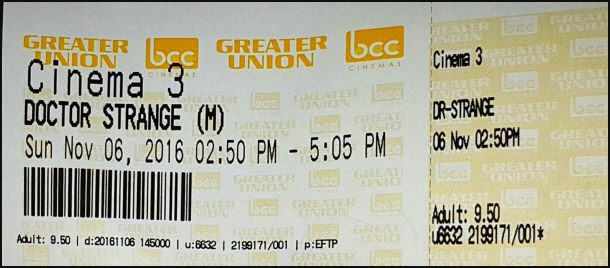 GREATER UNION bcc CINEMAS GREATER UNION bcc CINEMAS
Cinema 3
DOCTOR STRANGE (M)
Sun Nov 06, 2016 02:50 PM - 5:05 PM
Adult: 9.50 | d:20161106 145000 | u:6632 | 2199171/001 | p:EFTP
Cinema 3
DR-STRANGE
06 Nov 02:50PM
Adult: 9.50
u6632 2199171/001*